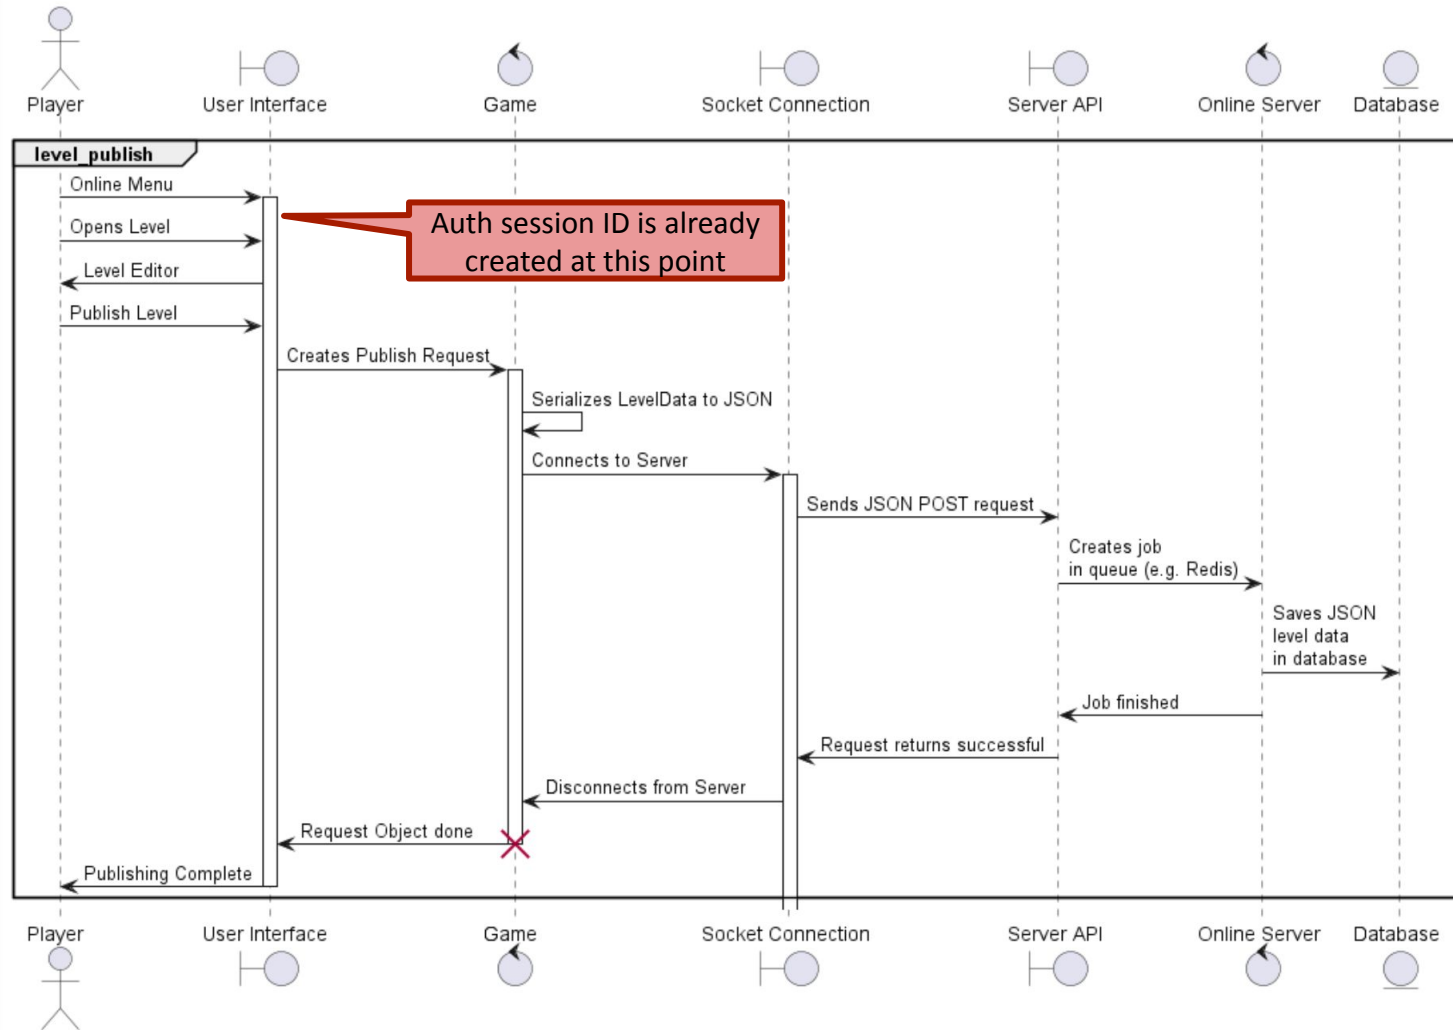 Player
User Interface
Game
Socket Connection
Server API
Online Server
Database
level_publish
Online Menu
Auth session ID is already
created at this point
Opens Level
Level Editor
Publish Level
Creates Publish Request
Serializes LevelData to JSON
Connects to Server
Sends JSON POST request
Creates job
in queue (e.g. Redis)
Saves JSON
level data
in database
Job finished
Request returns successful
Disconnects from Server
Request Object done
Publishing Complete
Player
User Interface
Game
Socket Connection
Server API
Online Server
Database